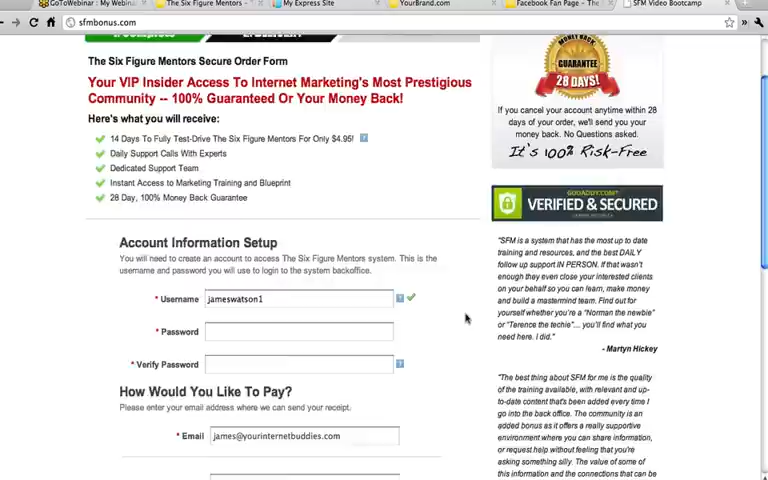 GoToWebinar : My Webinar
The Six Figure Mentors -
My Express Site
YourBrand.com
Facebook Fan Page - The
SFM Video Bootcamp
sfmbonus.com
The Six Figure Mentors Secure Order Form
Your VIP Insider Access To Internet Marketing's Most Prestigious
Community -- 100% Guaranteed Or Your Money Back!
Here's what you will receive:
14 Days To Fully Test-Drive The Six Figure Mentors For Only $4.95!
Daily Support Calls With Experts
Dedicated Support Team
Instant Access to Marketing Training and Blueprint
28 Day, 100% Money Back Guarantee
Account Information Setup
You will need to create an account to access The Six Figure Mentors system. This is the
username and password you will use to login to the system backoffice.
* Username jameswatson1
* Password
* Verify Password
How Would You Like To Pay?
Please enter your email address where we can send your receipt.
* Email james@yourinternetbuddies.com
MONEY BACK
GUARANTEE
28 DAYS!
If you cancel your account anytime within 28
days of your order, we'll send you your
money back. No Questions asked.
It's 100% Risk-Free
GODADDY.COM
VERIFIED & SECURED
"SFM is a system that has the most up to date
training and resources, and the best DAILY
follow up support IN PERSON. If that wasn't
enough they even close your interested clients
on your behalf so you can learn, make money
and build a mastermind team. Find out for
yourself whether you're a "Norman the newbie"
or "Terence the techie"... you'll find what you
need here. I did."
- Martyn Hickey
"The best thing about SFM for me is the quality
of the training available, with relevant and up-
to-date content that's been added every time I
go into the back office. The community is an
added bonus as it offers a really supportive
environment where you can share information,
or request help without feeling as if you're
asking something silly. The value of some of
this information and the connections that can be